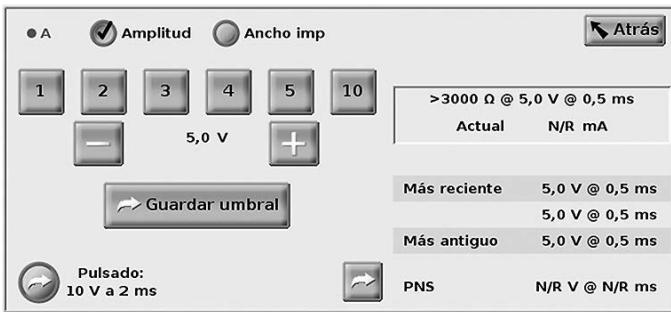 A Amplitud Ancho imp Atrás
1 2 3 4 5 10
5,0 V
Guardar umbral
Pulsado:
10 V a 2 ms
>3000 Ω @ 5,0 V @ 0,5 ms
Actual N/R mA
Más reciente 5,0 V @ 0,5 ms
5,0 V @ 0,5 ms
Más antiguo 5,0 V @ 0,5 ms
PNS N/R V @ N/R ms